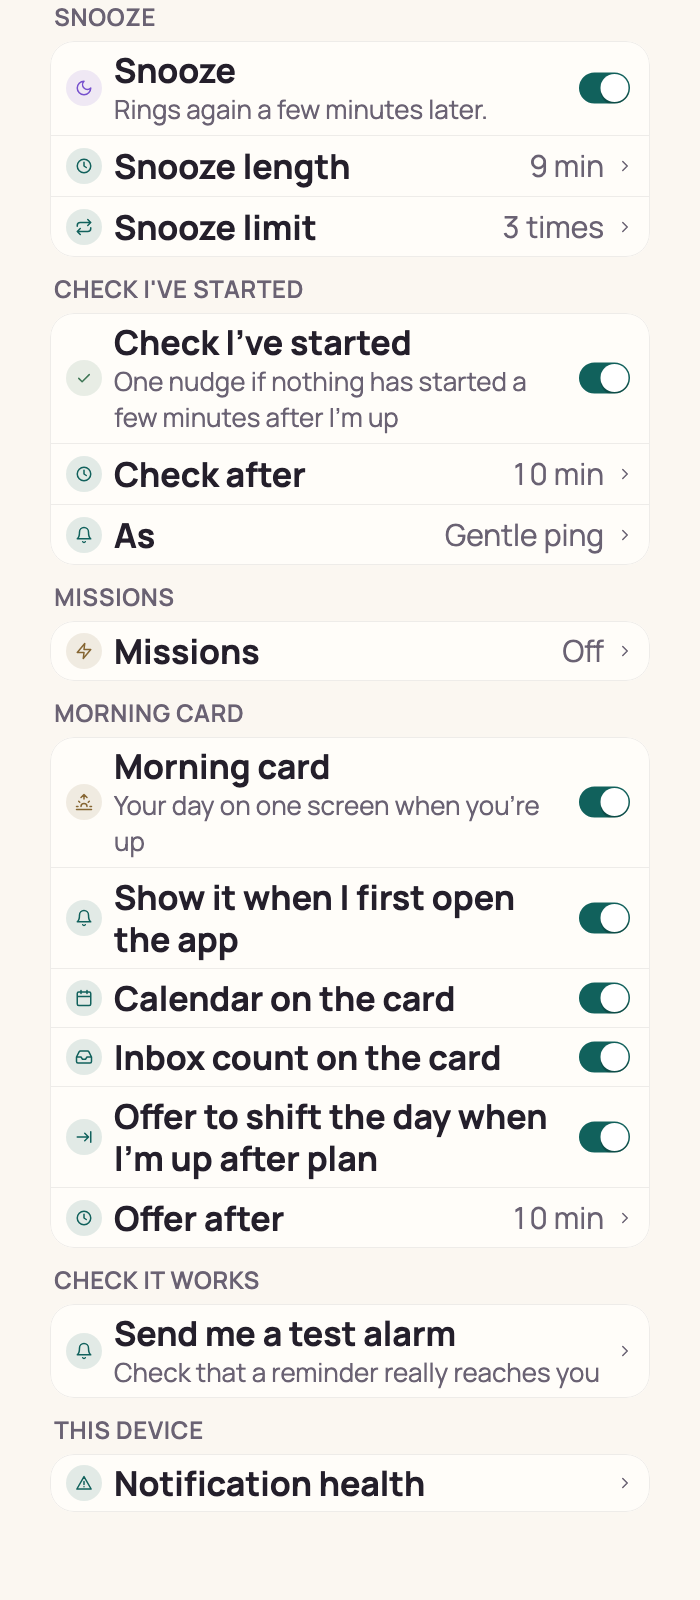 SNOOZE
Snooze
Rings again a few minutes later.
Snooze length
9 min
Snooze limit
3 times
CHECK I'VE STARTED
Check I’ve started
One nudge if nothing has started a
few minutes after I’m up
Check after
10 min
As
Gentle ping
MISSIONS
Missions
Off
MORNING CARD
Morning card
Your day on one screen when you’re
up
Show it when I first open
the app
Calendar on the card
Inbox count on the card
Offer to shift the day when
I’m up after plan
Offer after
10 min
CHECK IT WORKS
Send me a test alarm
Check that a reminder really reaches you
THIS DEVICE
Notification health